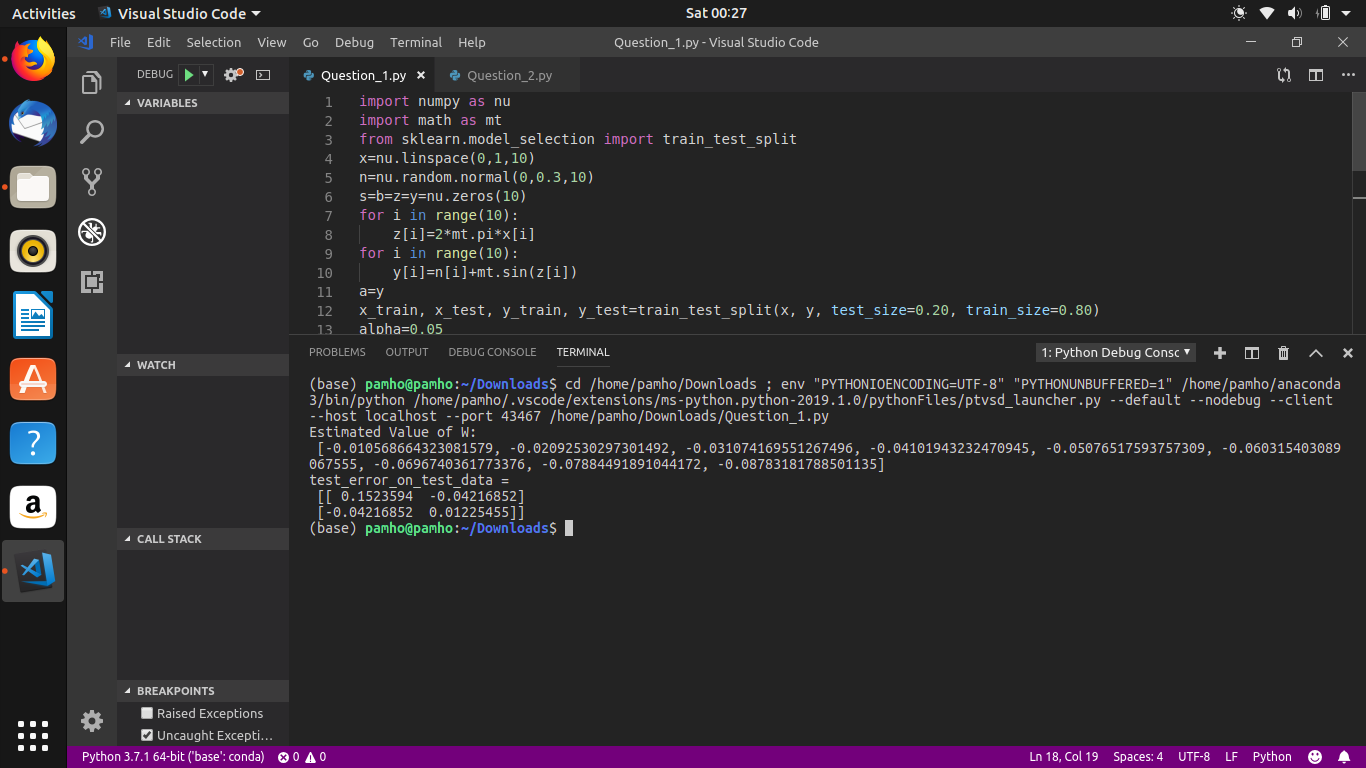 Activities Visual Studio Code Sat 00:27
File Edit Selection View Go Debug Terminal Help Question_1.py - Visual Studio Code
DEBUG
VARIABLES
WATCH
CALL STACK
BREAKPOINTS
Raised Exceptions
Uncaught Excepti…
Question_1.py Question_2.py
1 import numpy as nu
2 import math as mt
3 from sklearn.model_selection import train_test_split
4 x=nu.linspace(0,1,10)
5 n=nu.random.normal(0,0.3,10)
6 s=b=z=y=nu.zeros(10)
7 for i in range(10):
8     z[i]=2*mt.pi*x[i]
9 for i in range(10):
10     y[i]=n[i]+mt.sin(z[i])
11 a=y
12 x_train, x_test, y_train, y_test=train_test_split(x, y, test_size=0.20, train_size=0.80)
13 alpha=0.05
PROBLEMS OUTPUT DEBUG CONSOLE TERMINAL 1: Python Debug Consc
(base) pamho@pamho:~/Downloads$ cd /home/pamho/Downloads ; env "PYTHONIOENCODING=UTF-8" "PYTHONUNBUFFERED=1" /home/pamho/anaconda
3/bin/python /home/pamho/.vscode/extensions/ms-python.python-2019.1.0/pythonFiles/ptvsd_launcher.py --default --nodebug --client
--host localhost --port 43467 /home/pamho/Downloads/Question_1.py
Estimated Value of W:
[-0.010568664323081579, -0.02092530297301492, -0.031074169551267496, -0.04101943232470945, -0.05076517593757309, -0.060315403089
067555, -0.0696740361773376, -0.07884491891044172, -0.08783181788501135]
test_error_on_test_data =
[[ 0.1523594  -0.04216852]
[-0.04216852  0.01225455]]
(base) pamho@pamho:~/Downloads$
Python 3.7.1 64-bit ('base': conda) 0 0 Ln 18, Col 19 Spaces: 4 UTF-8 LF Python